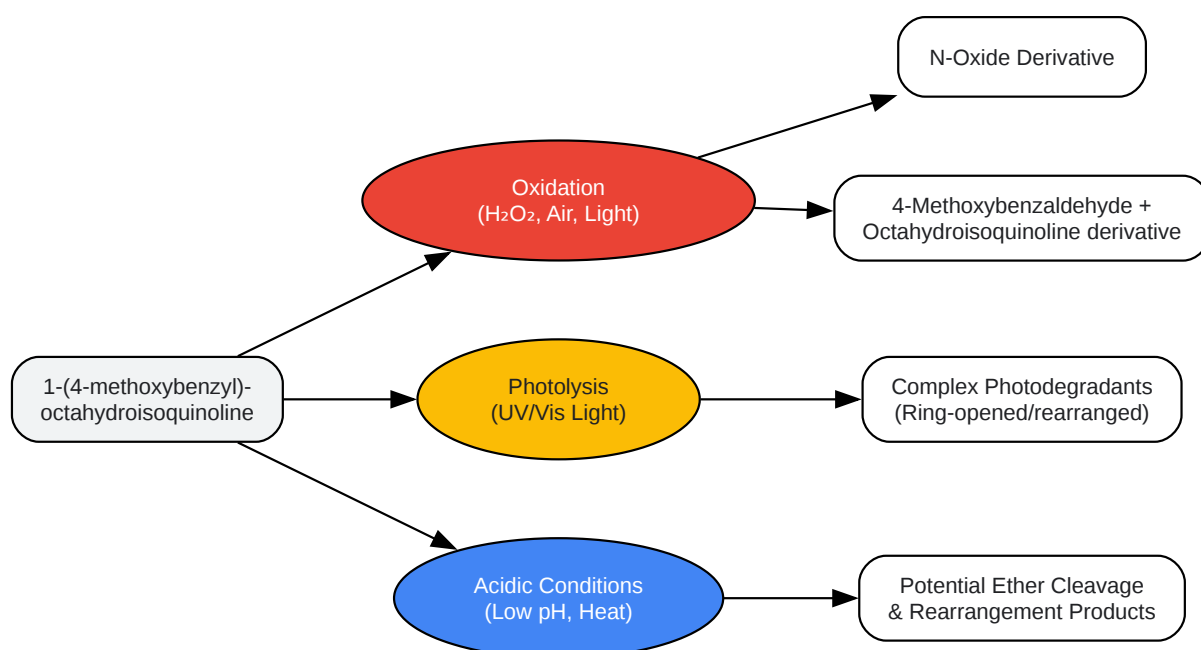 N-Oxide Derivative
Oxidation
(H₂O₂, Air, Light)
4-Methoxybenzaldehyde +
Octahydroisoquinoline derivative
1-(4-methoxybenzyl)-
octahydroisoquinoline
Photolysis
(UV/Vis Light)
Complex Photodegradants
(Ring-opened/rearranged)
Acidic Conditions
(Low pH, Heat)
Potential Ether Cleavage
& Rearrangement Products